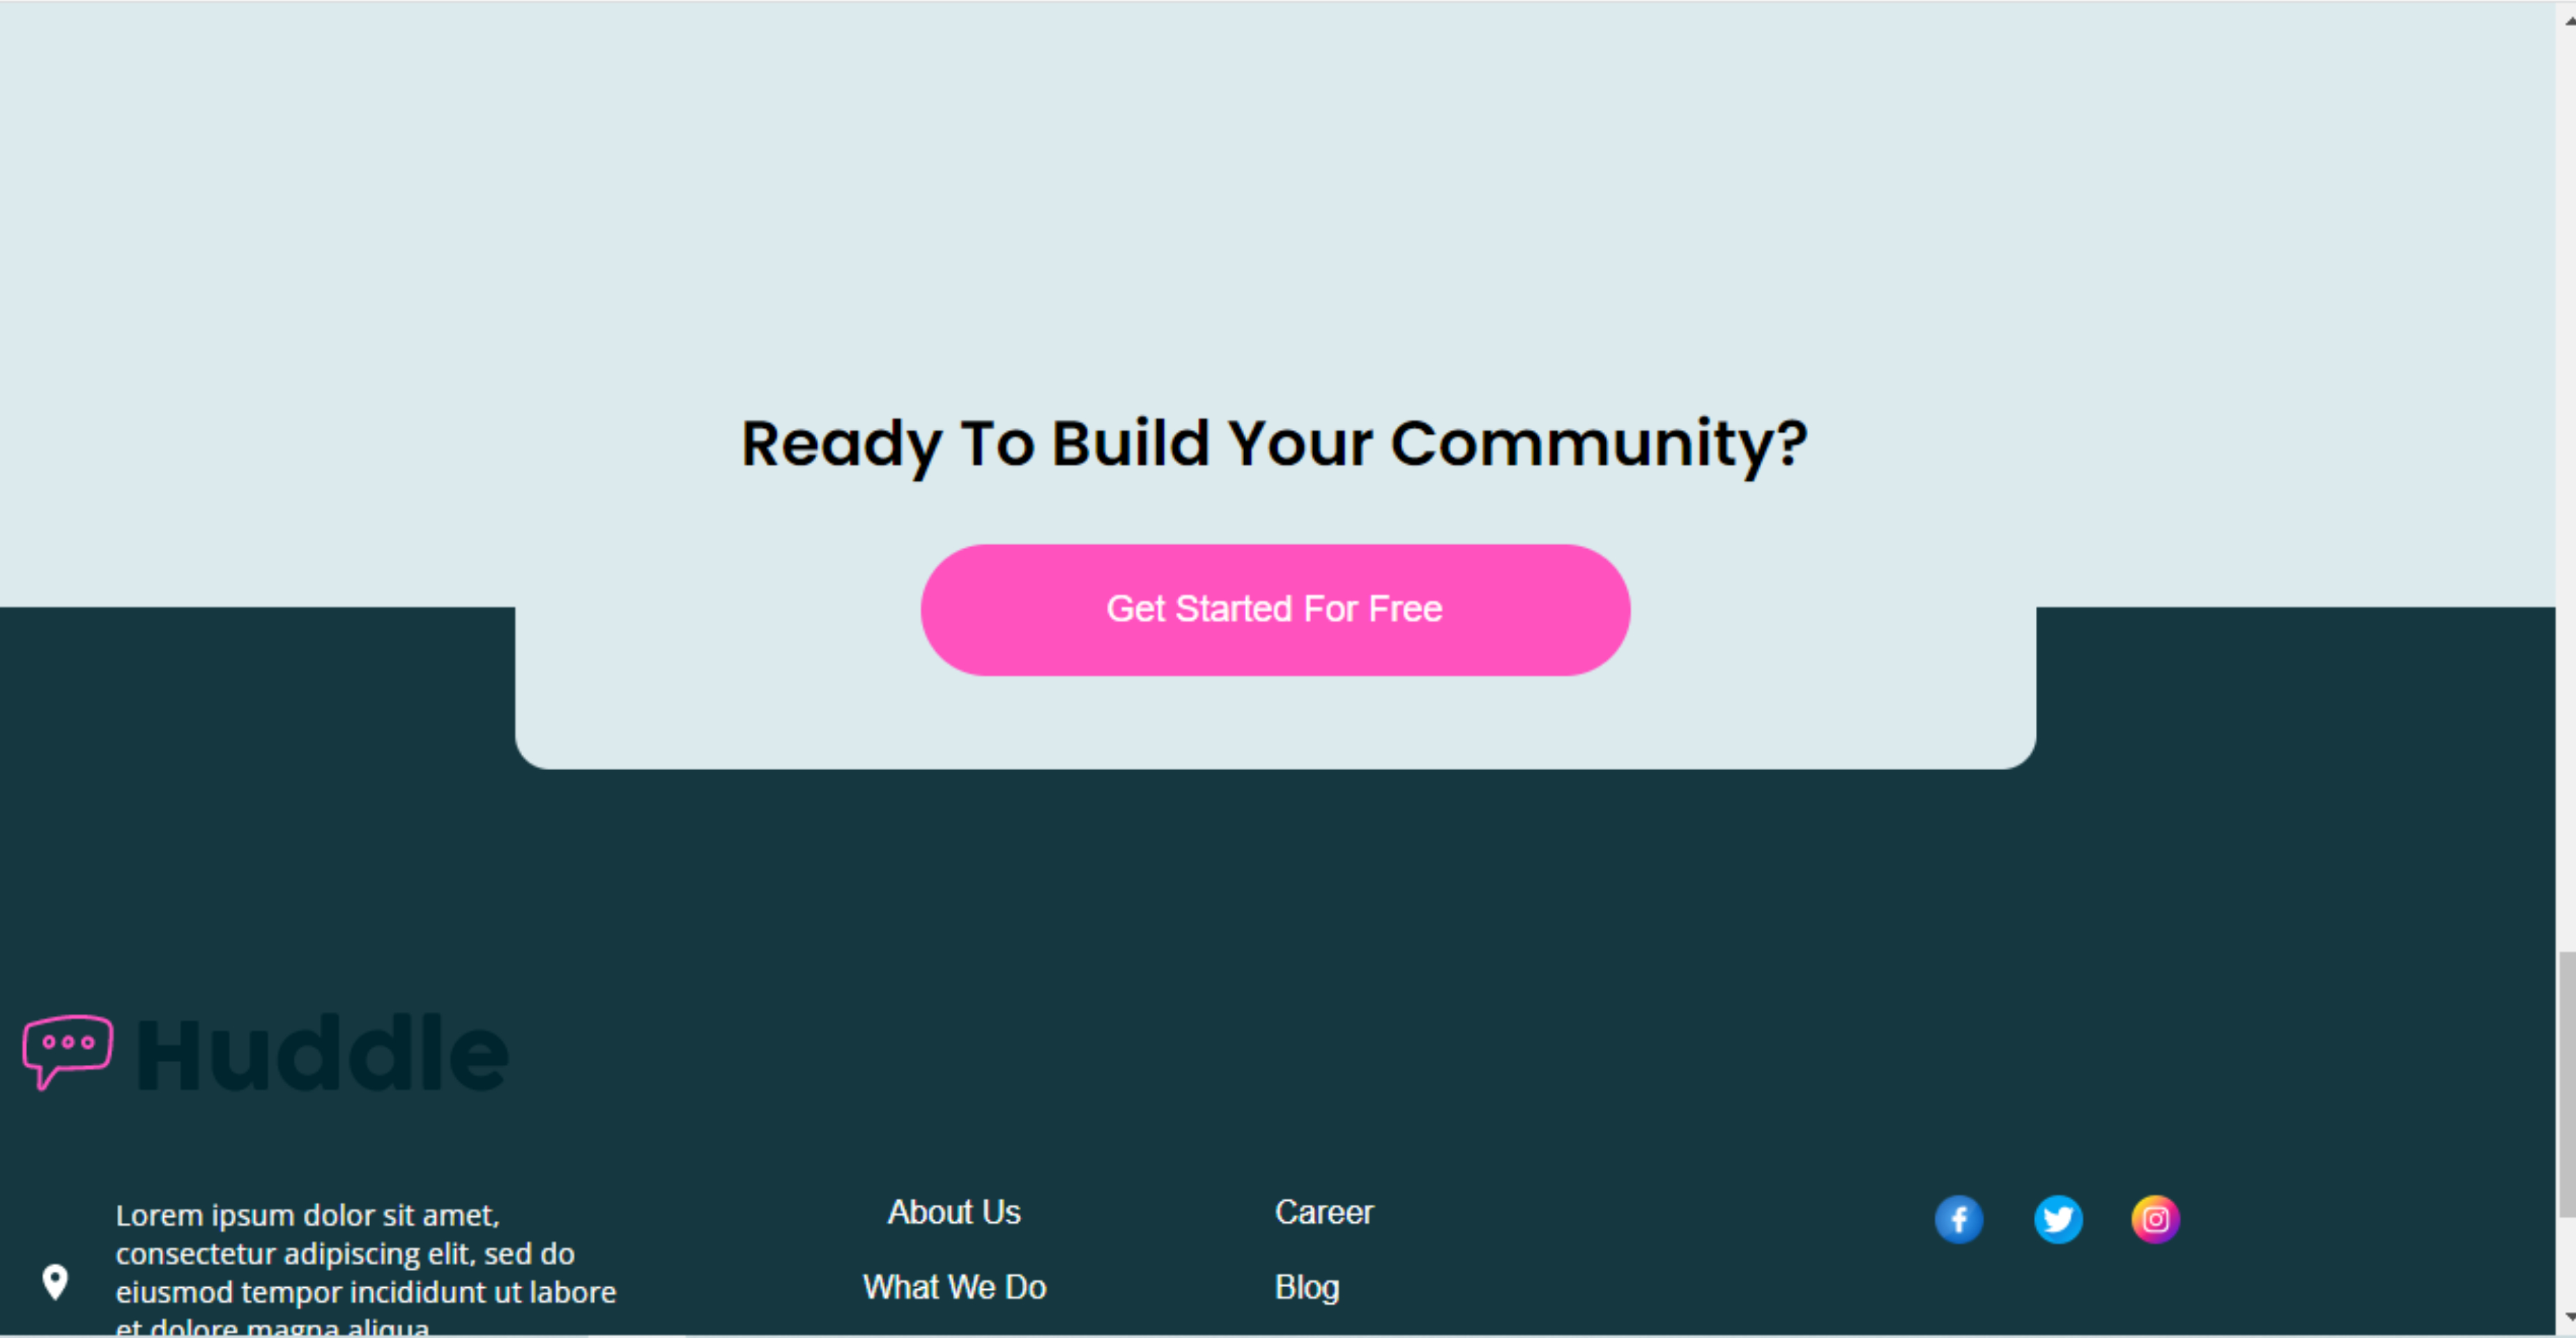 Ready To Build Your Community?
Get Started For Free
Huddle
Lorem ipsum dolor sit amet,
consectetur adipiscing elit, sed do
eiusmod tempor incididunt ut labore
et dolore magna aliqua
About Us
What We Do
Career
Blog